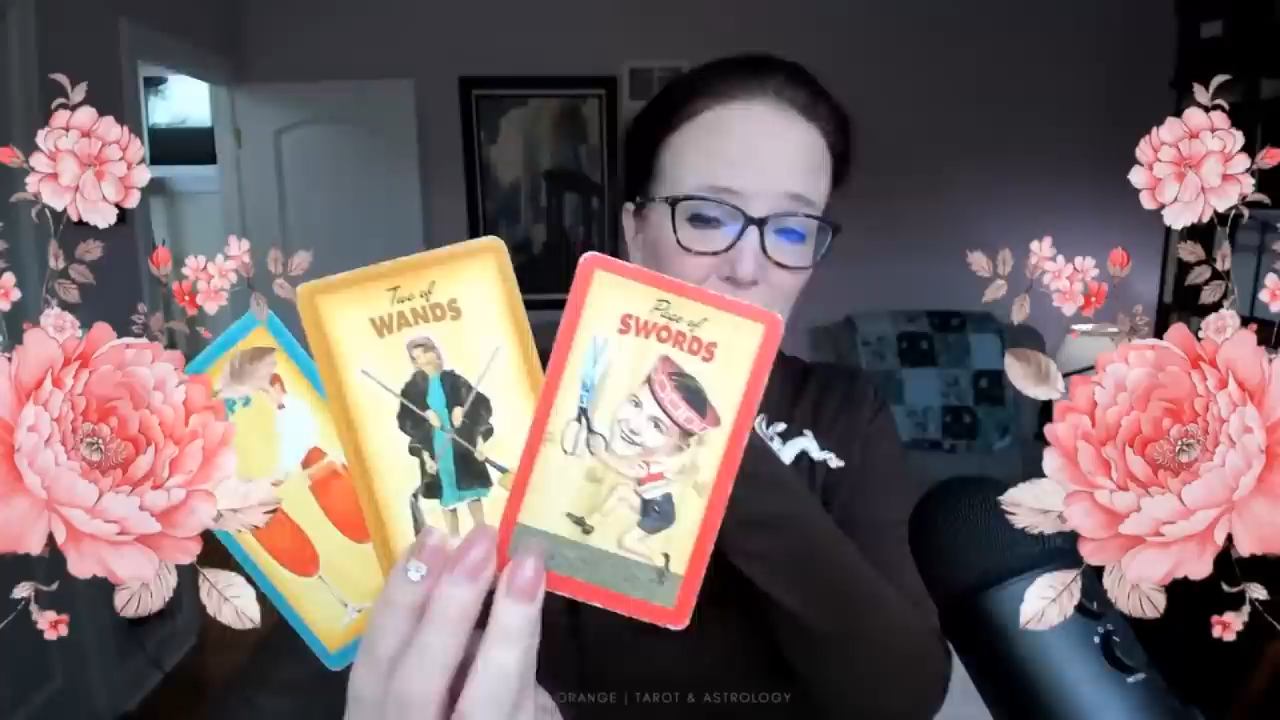 Two of
WANDS
Page of
SWORDS
ORANGE | TAROT & ASTROLOGY